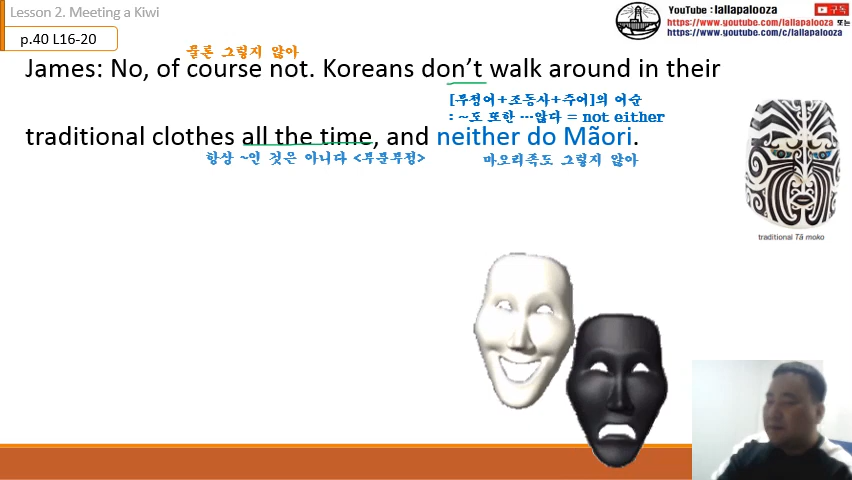 Lesson 2. Meeting a Kiwi
YouTube : lallapalooza 구독
https://www.youtube.com/lallapalooza 또는
https://www.youtube.com/c/lallapalooza
p.40 L16-20
물론 그렇지 않아
James: No, of course not. Koreans don't walk around in their
[부정어+조동사+주어]의 어순
: ~도 또한 …않다 = not either
traditional clothes all the time, and neither do Mãori.
항상 ~인 것은 아니다 <부분부정>
마오리족도 그렇지 않아
traditional Tā moko